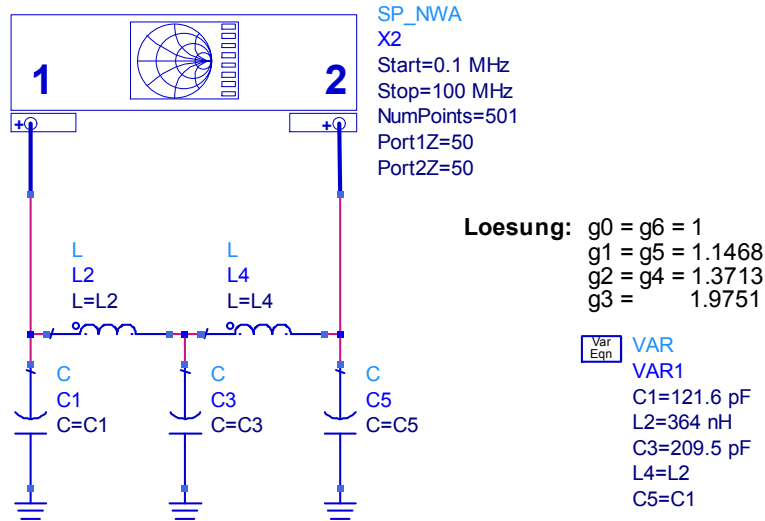 SP_NWA
X2
Start=0.1 MHz
Stop=100 MHz
NumPoints=501
Port1Z=50
Port2Z=50
1
2
+
+
Loesung: g0 = g6 = 1
g1 = g5 = 1.1468
g2 = g4 = 1.3713
g3 = 1.9751
L
L2
L=L2
L
L4
L=L4
C
C1
C=C1
C
C3
C=C3
C
C5
C=C5
Var
Eqn
VAR
VAR1
C1=121.6 pF
L2=364 nH
C3=209.5 pF
L4=L2
C5=C1